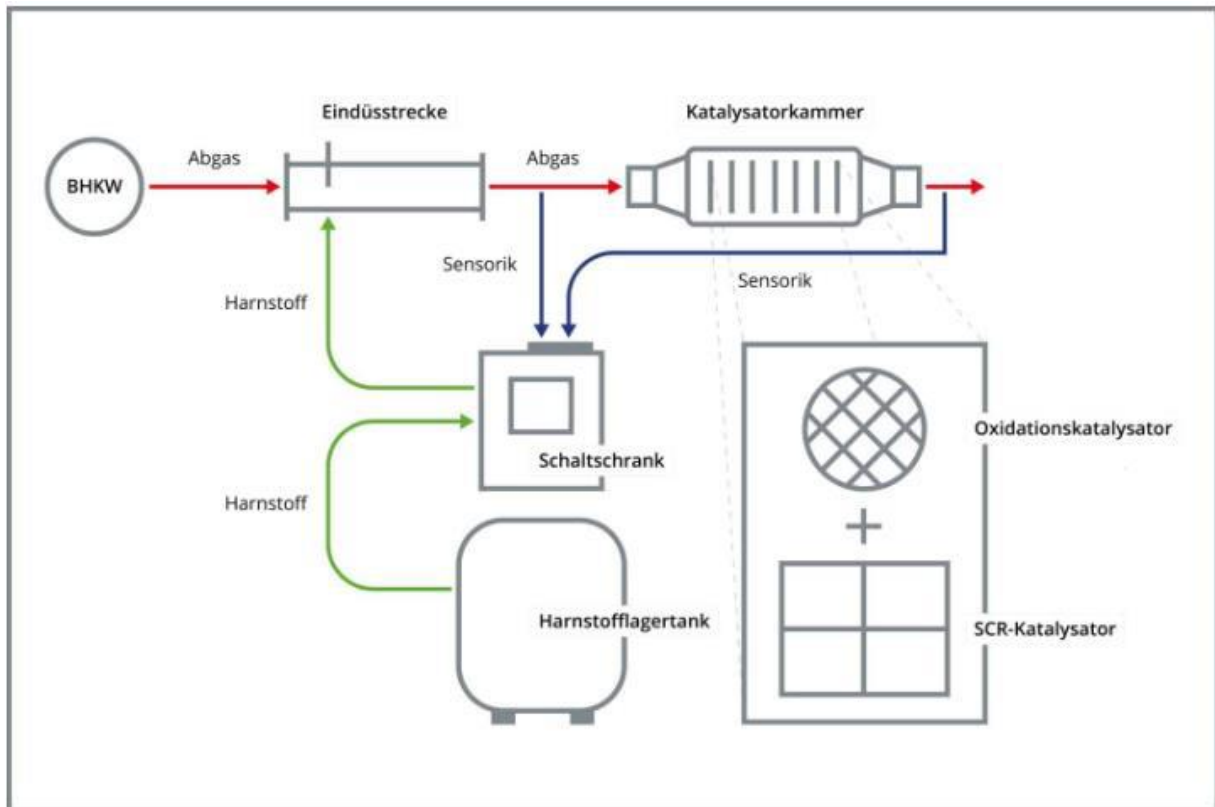 Eindüsstrecke
Katalysatorkammer
Abgas
Abgas
BHKW
Sensorik
Sensorik
Harnstoff
Oxidationskatalysator
Schaltschrank
Harnstoff
Harnstofflagertank
SCR-Katalysator